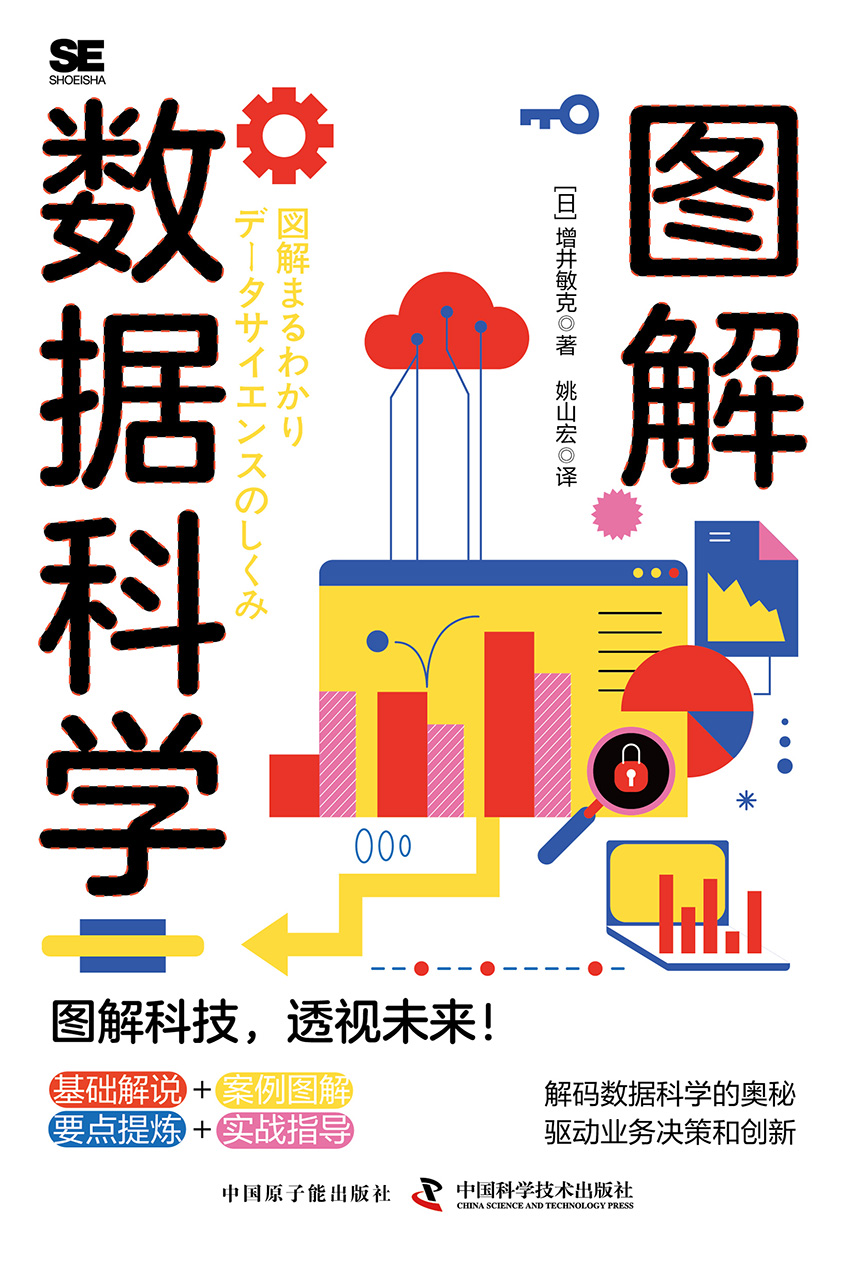 SE
SHOEISHA
图解
数据科学
図解まるわかり
データサイエンスのしくみ
[日]增井敏克◎著 姚山宏◎译
图解科技，透视未来！
基础解说+案例图解
要点提炼+实战指导
解码数据科学的奥秘
驱动业务决策和创新
中国原子能出版社
中国科学技术出版社
CHINA SCIENCE AND TECHNOLOGY PRESS